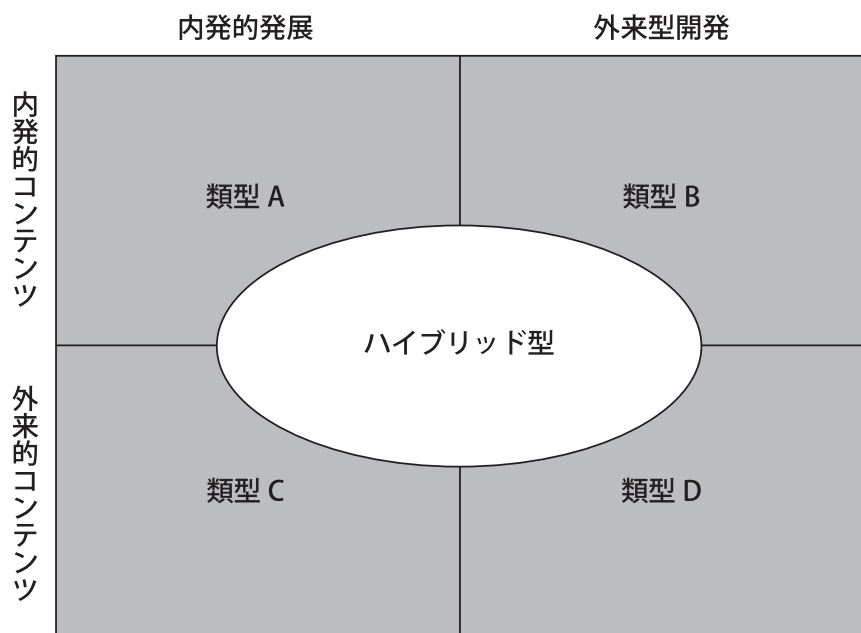 内発的発展
外来型開発
内発的コンテンツ
類型 A
類型 B
ハイブリッド型
外来的コンテンツ
類型 C
類型 D